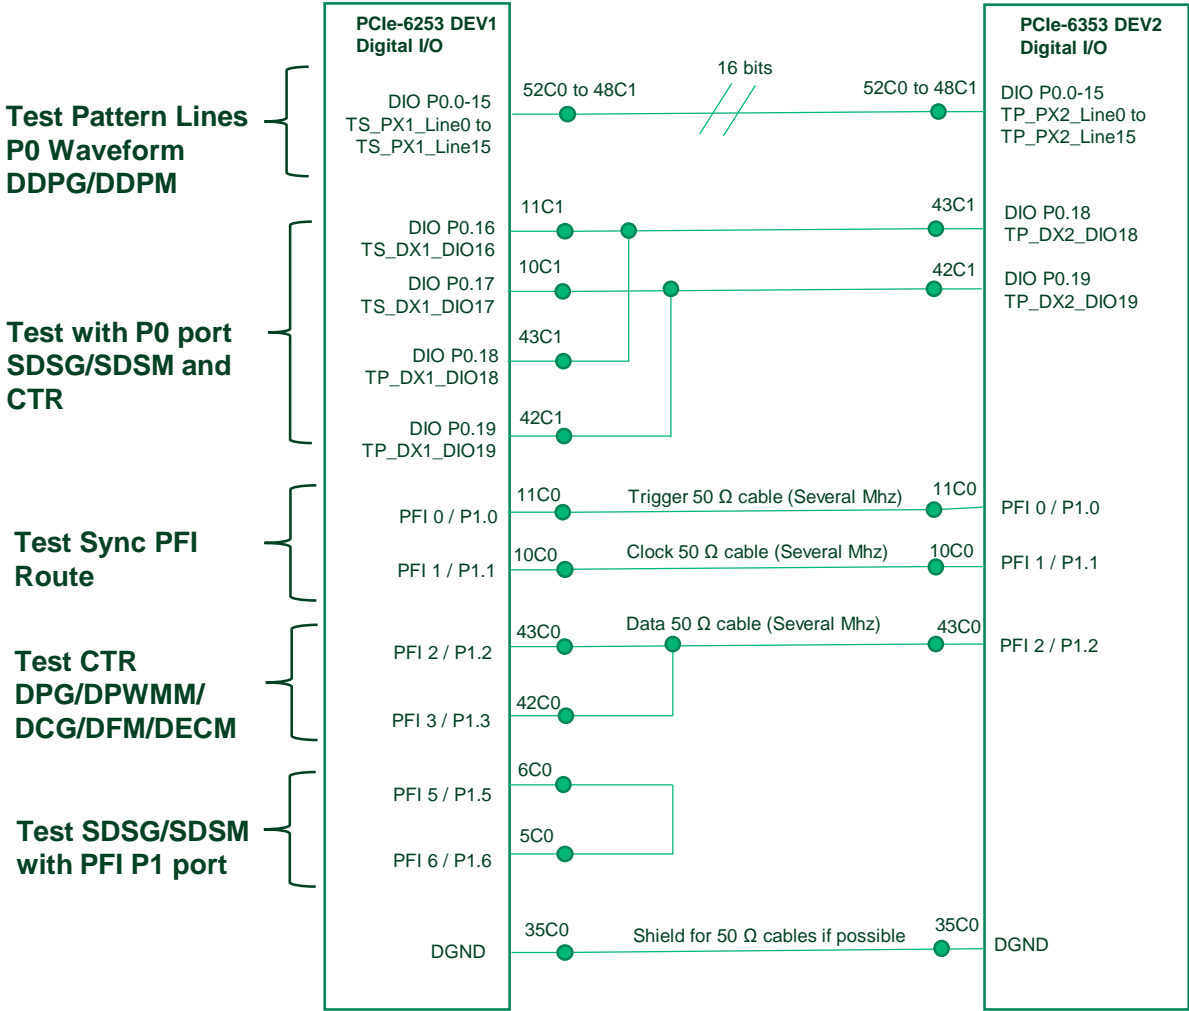 PCIe-6253 DEV1
Digital I/O
PCIe-6353 DEV2
Digital I/O
Test Pattern Lines
P0 Waveform
DDPG/DDPM
DIO P0.0-15
TS_PX1_Line0 to
TS_PX1_Line15
52C0 to 48C1
16 bits
52C0 to 48C1
DIO P0.0-15
TP_PX2_Line0 to
TP_PX2_Line15
Test with P0 port
SDSG/SDSM and
CTR
DIO P0.16
TS_DX1_DIO16
11C1
43C1
DIO P0.18
TP_DX2_DIO18
DIO P0.17
TS_DX1_DIO17
10C1
42C1
DIO P0.19
TP_DX2_DIO19
DIO P0.18
TP_DX1_DIO18
43C1
DIO P0.19
TP_DX1_DIO19
42C1
Test Sync PFI
Route
PFI 0 / P1.0
11C0
Trigger 50 Ω cable (Several Mhz)
11C0
PFI 0 / P1.0
PFI 1 / P1.1
10C0
Clock 50 Ω cable (Several Mhz)
10C0
PFI 1 / P1.1
Test CTR
DPG/DPWMM/
DCG/DFM/DECM
PFI 2 / P1.2
43C0
Data 50 Ω cable (Several Mhz)
43C0
PFI 2 / P1.2
PFI 3 / P1.3
42C0
Test SDSG/SDSM
with PFI P1 port
PFI 5 / P1.5
6C0
PFI 6 / P1.6
5C0
DGND
35C0
Shield for 50 Ω cables if possible
35C0
DGND